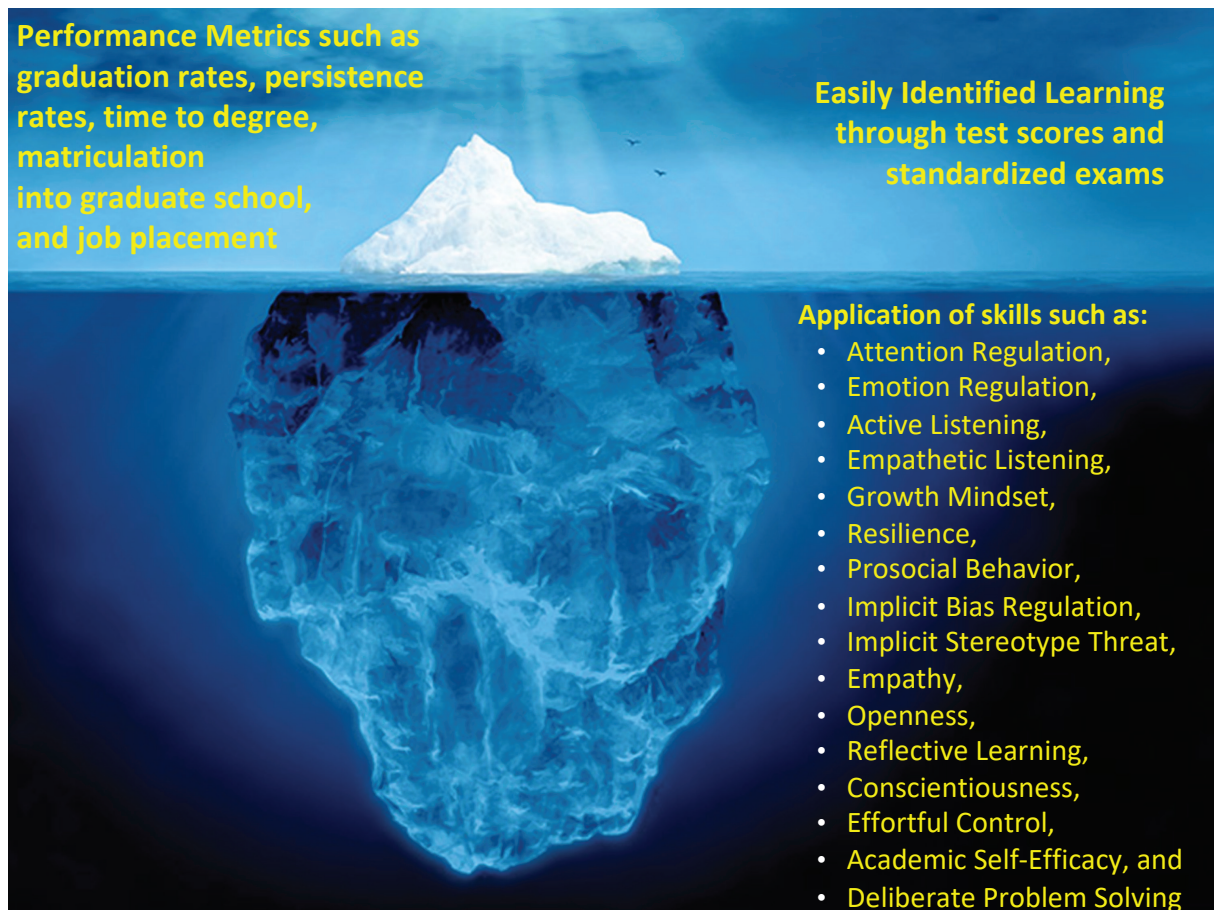 Performance Metrics such as
graduation rates, persistence
rates, time to degree,
matriculation
into graduate school,
and job placement
Easily Identified Learning
through test scores and
standardized exams
Application of skills such as:
• Attention Regulation,
• Emotion Regulation,
• Active Listening,
• Empathetic Listening,
• Growth Mindset,
• Resilience,
• Prosocial Behavior,
• Implicit Bias Regulation,
• Implicit Stereotype Threat,
• Empathy,
• Openness,
• Reflective Learning,
• Conscientiousness,
• Effortful Control,
• Academic Self-Efficacy, and
• Deliberate Problem Solving